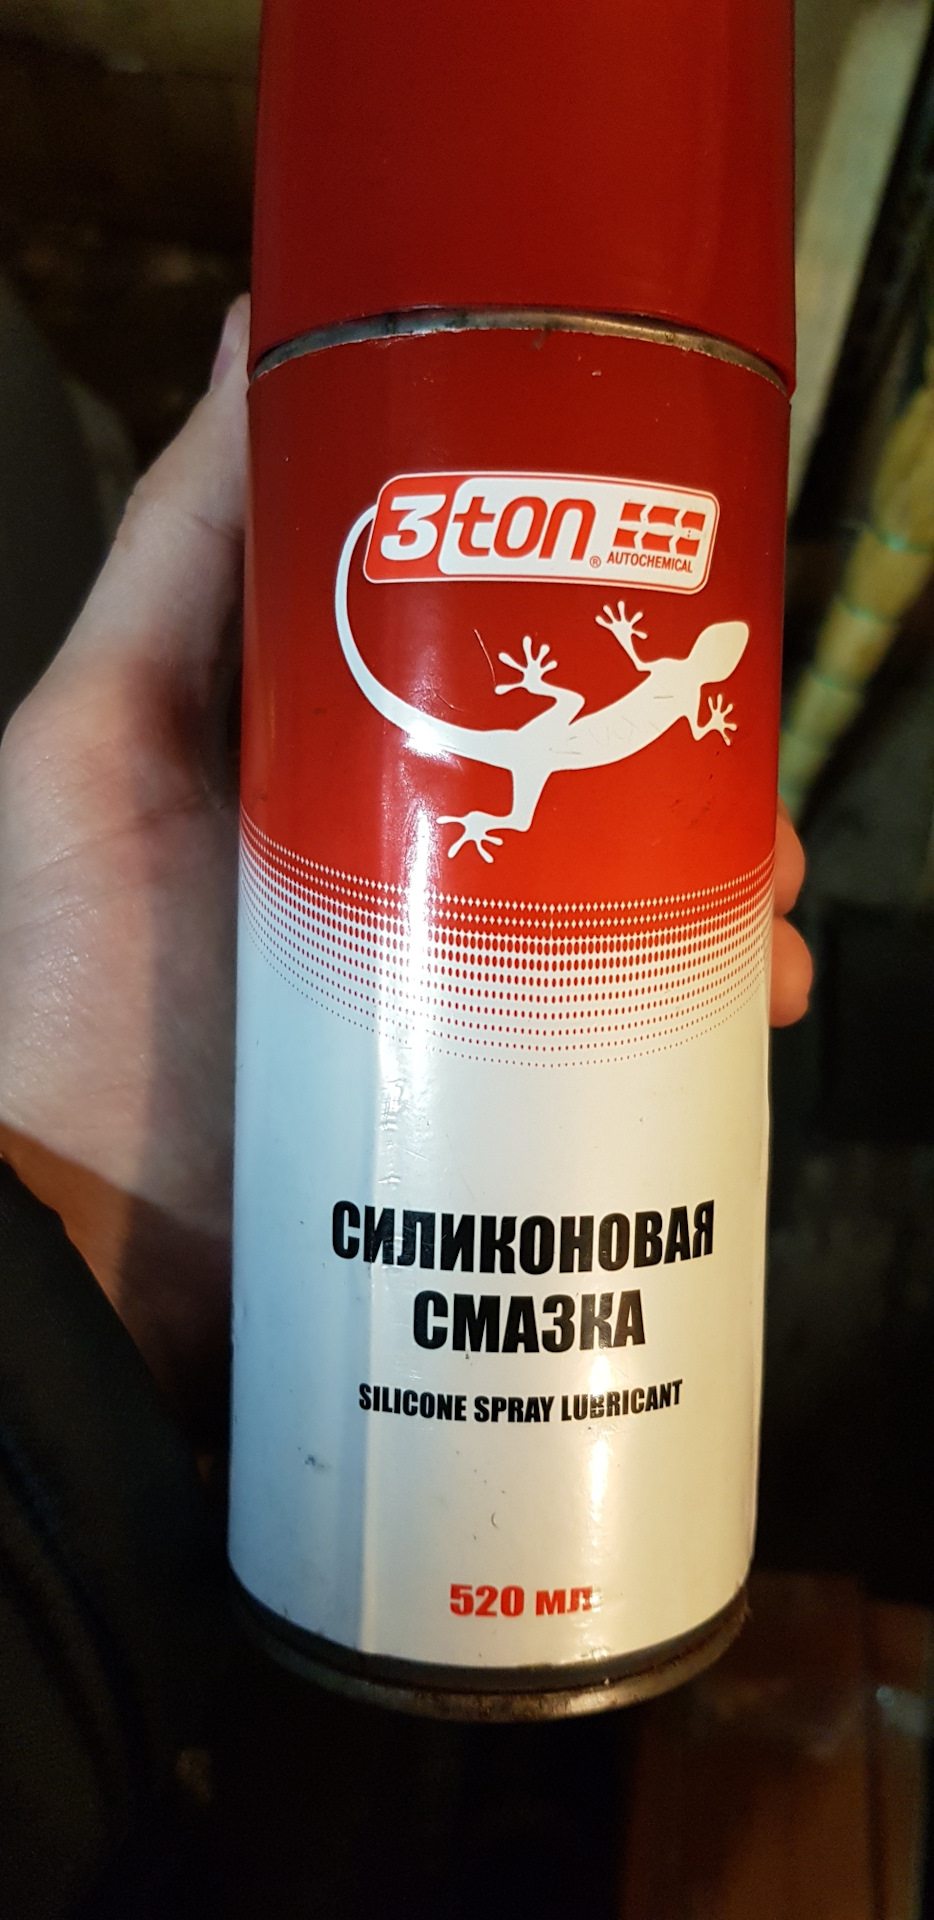 3ton®
AUTOCHEMICAL
СИЛИКОНОВАЯ
СМАЗКА
SILICONE SPRAY LUBRICANT
520 мл